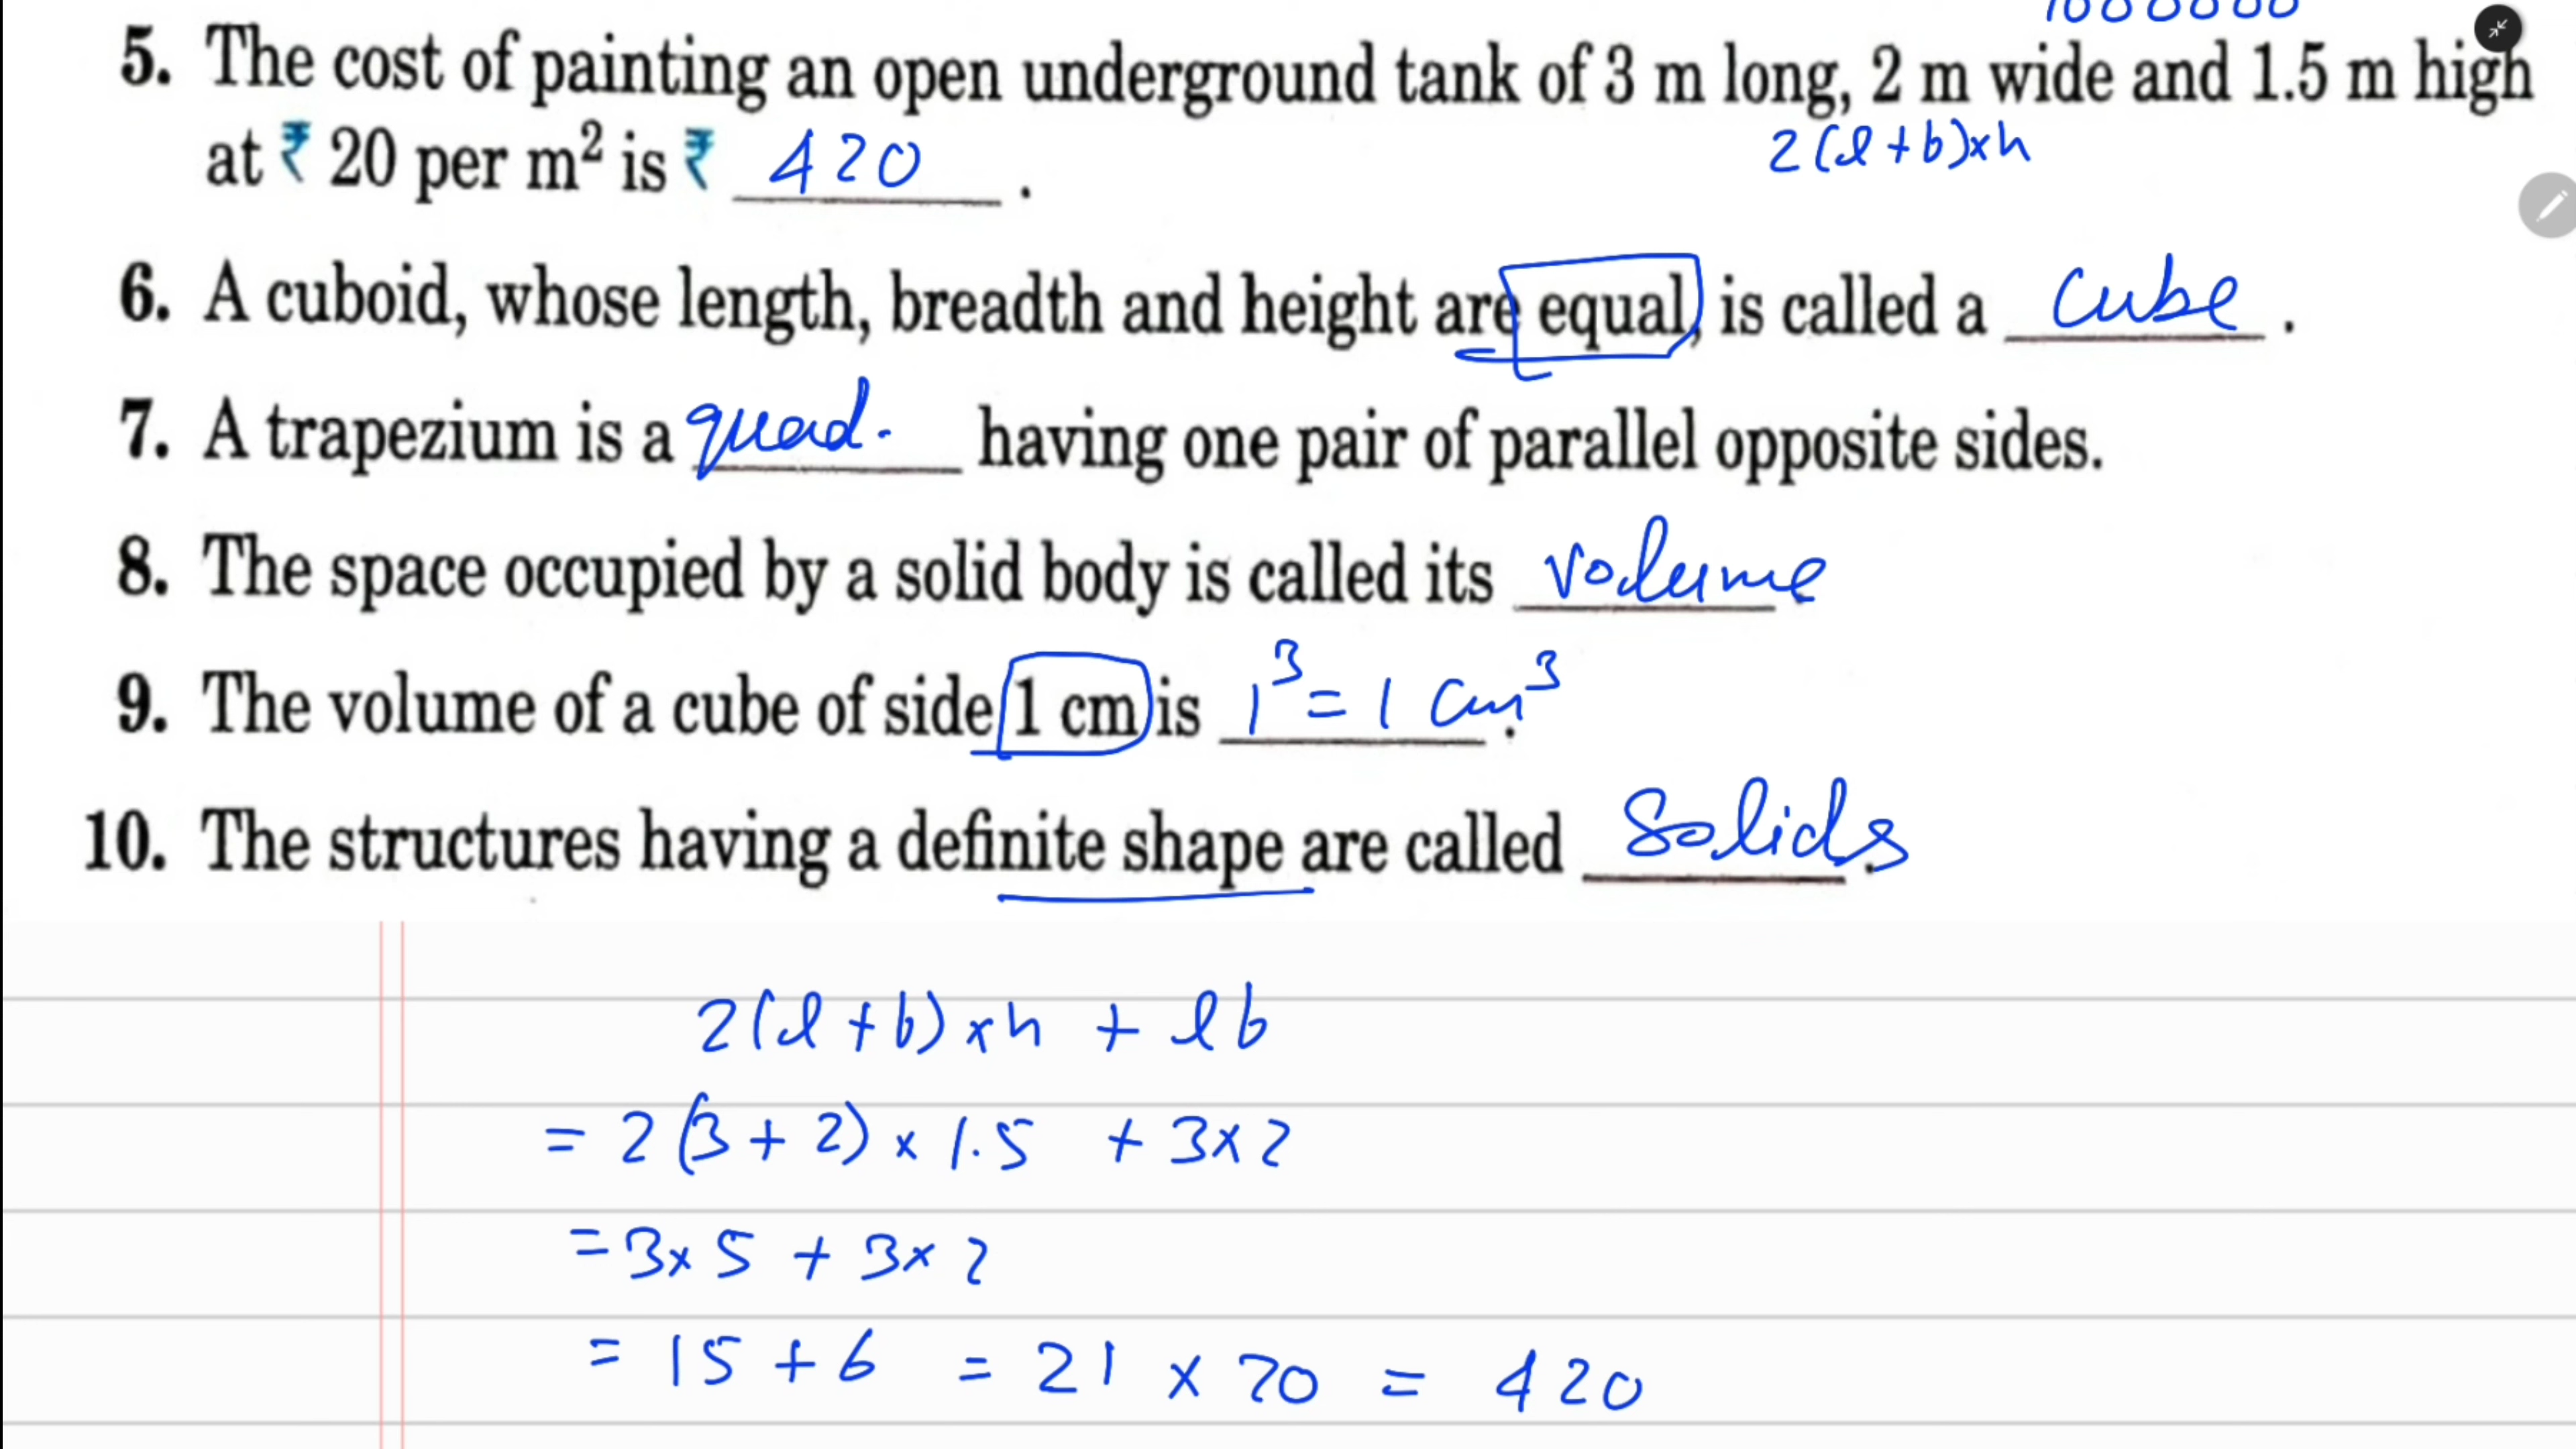 1000000
5. The cost of painting an open underground tank of 3 m long, 2 m wide and 1.5 m high
at ₹ 20 per m² is ₹ 420 .
2(l+b)×h
6. A cuboid, whose length, breadth and height are equal, is called a cube .
7. A trapezium is a quad. having one pair of parallel opposite sides.
8. The space occupied by a solid body is called its volume
9. The volume of a cube of side 1 cm is 1³ = 1 cm³ .
10. The structures having a definite shape are called solids .
2(l+b)×h + lb
= 2(3+2)×1.5 + 3×2
= 3×5 + 3×2
= 15+6 = 21 × 20 = 420